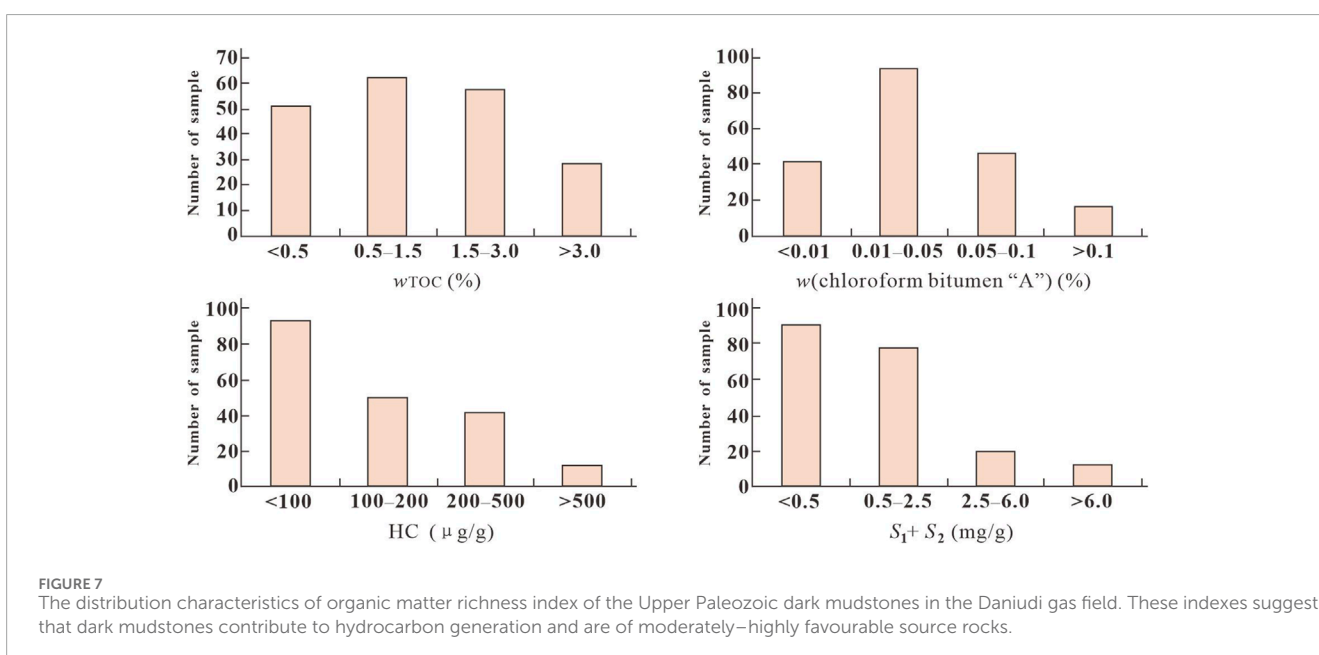 70
60
50
40
30
20
10
0
Number of sample
<0.5 0.5–1.5 1.5–3.0 >3.0
wTOC (%)
100
80
60
40
20
0
Number of sample
<0.01 0.01–0.05 0.05–0.1 >0.1
w(chloroform bitumen “A”) (%)
100
80
60
40
20
0
Number of sample
<100 100–200 200–500 >500
HC ( μg/g)
100
80
60
40
20
0
Number of sample
<0.5 0.5–2.5 2.5–6.0 >6.0
S₁+ S₂ (mg/g)
FIGURE 7
The distribution characteristics of organic matter richness index of the Upper Paleozoic dark mudstones in the Daniudi gas field. These indexes suggest
that dark mudstones contribute to hydrocarbon generation and are of moderately–highly favourable source rocks.